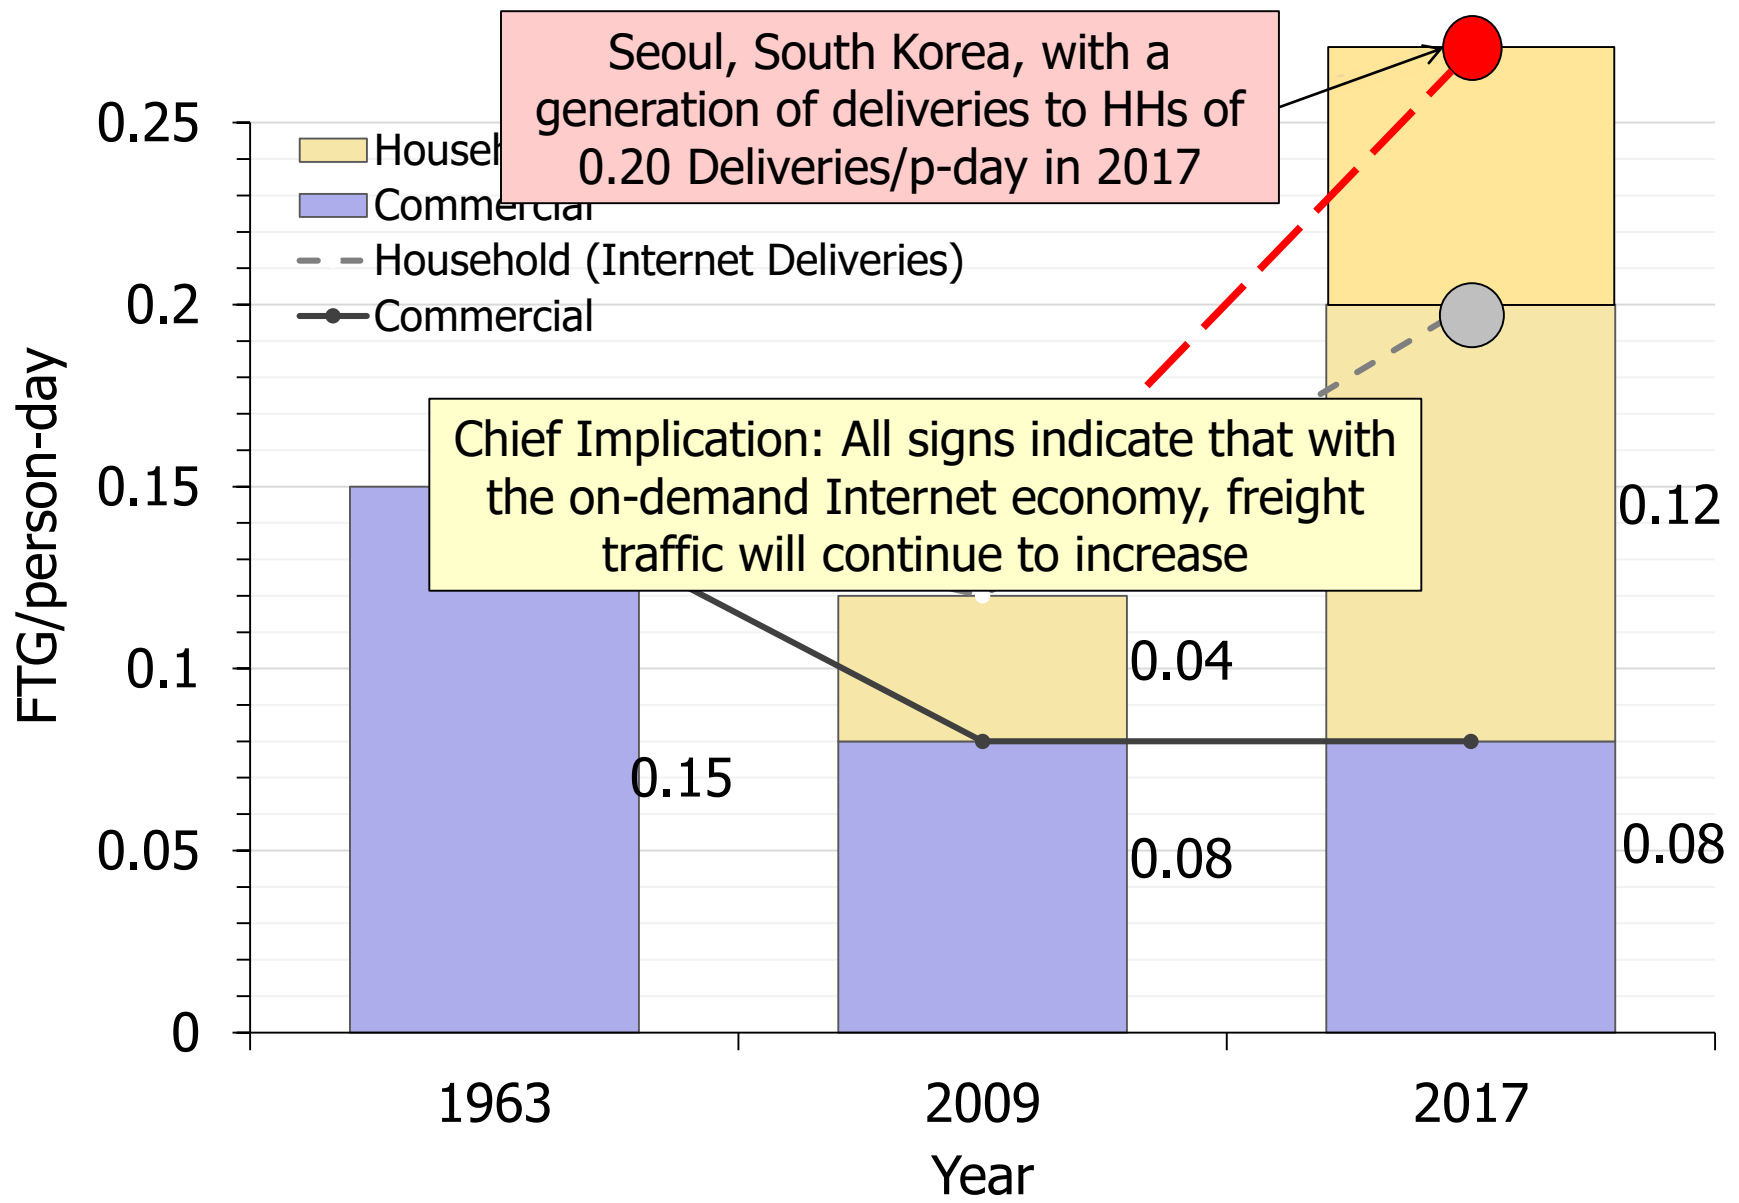 Seoul, South Korea, with a
generation of deliveries to HHs of
0.20 Deliveries/p-day in 2017
0.25
0.2
0.15
0.1
0.05
0
FTG/person-day
Commercial
Household (Internet Deliveries)
Commercial
Chief Implication: All signs indicate that with
the on-demand Internet economy, freight
traffic will continue to increase
0.12
0.04
0.15
0.08
0.08
1963
2009
2017
Year